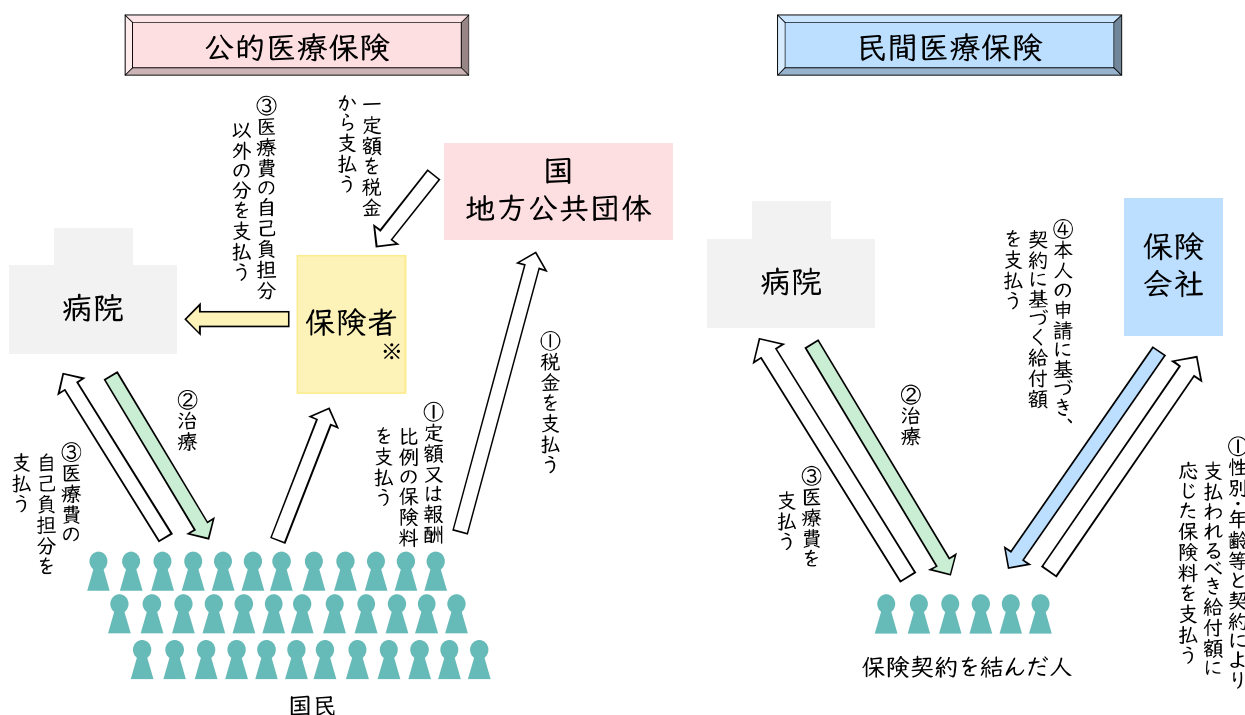 公的医療保険
③医療費の自己負担分
以外の分を支払う
一定額を税金
から支払う
国
地方公共団体
病院
保険者
※
②治療
③医療費の
自己負担分を
支払う
①定額又は報酬
比例の保険料
を支払う
①税金を支払う
国民
民間医療保険
病院
保険
会社
④本人の申請に基づき、
契約に基づく給付額
を支払う
②治療
③医療費を
支払う
①性別・年齢等と契約により
支払われるべき給付額に
応じた保険料を支払う
保険契約を結んだ人